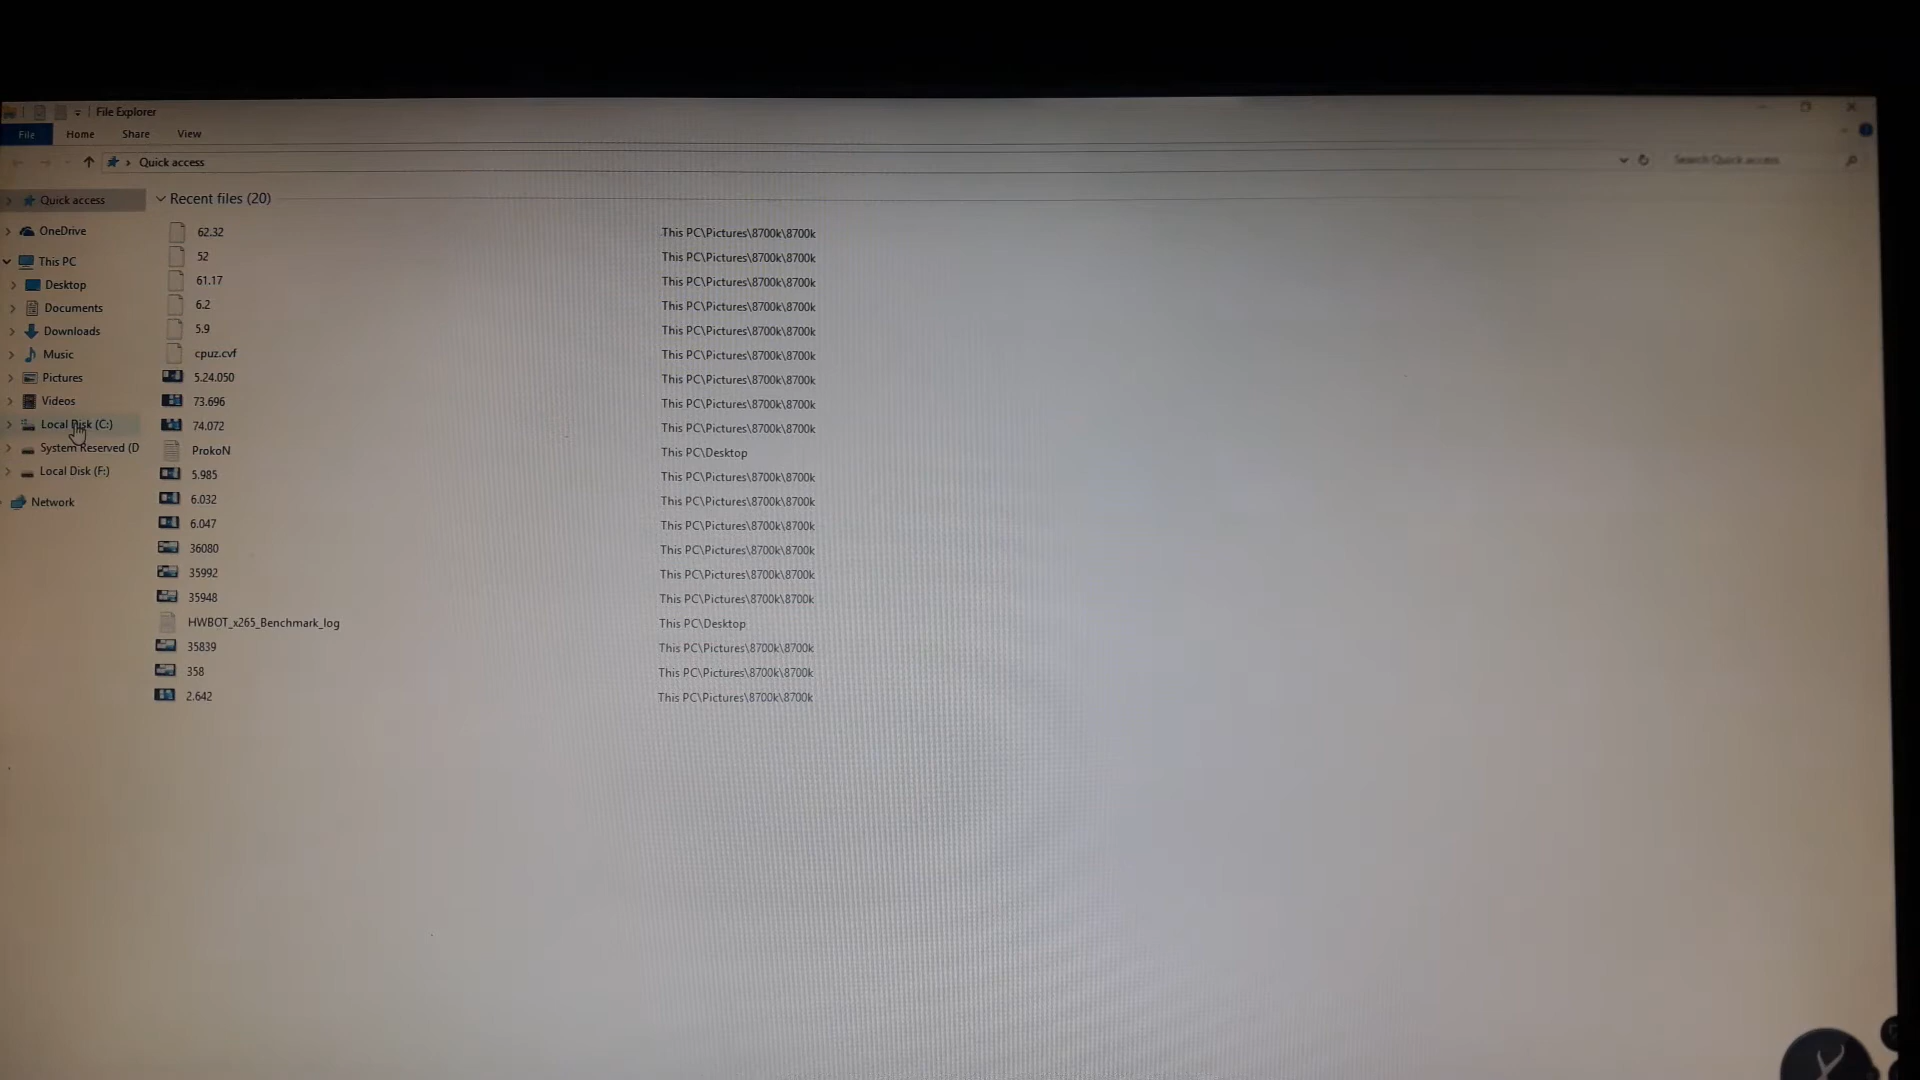 File Explorer
File Home Share View
Quick access Search Quick access
Quick access
OneDrive
This PC
Desktop
Documents
Downloads
Music
Pictures
Videos
Local Disk (C:)
System Reserved (D
Local Disk (F:)
Network
Recent files (20)
62.32 This PC\Pictures\8700k\8700k
52 This PC\Pictures\8700k\8700k
61.17 This PC\Pictures\8700k\8700k
6.2 This PC\Pictures\8700k\8700k
5.9 This PC\Pictures\8700k\8700k
cpuz.cvf This PC\Pictures\8700k\8700k
5.24.050 This PC\Pictures\8700k\8700k
73.696 This PC\Pictures\8700k\8700k
74.072 This PC\Pictures\8700k\8700k
ProkoN This PC\Desktop
5.985 This PC\Pictures\8700k\8700k
6.032 This PC\Pictures\8700k\8700k
6.047 This PC\Pictures\8700k\8700k
36080 This PC\Pictures\8700k\8700k
35992 This PC\Pictures\8700k\8700k
35948 This PC\Pictures\8700k\8700k
HWBOT_x265_Benchmark_log This PC\Desktop
35839 This PC\Pictures\8700k\8700k
358 This PC\Pictures\8700k\8700k
2.642 This PC\Pictures\8700k\8700k